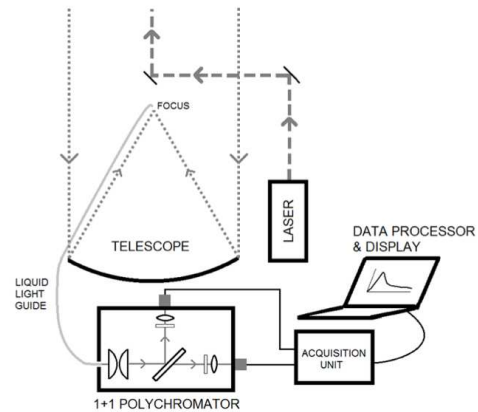 FOCUS
TELESCOPE
LASER
DATA PROCESSOR
& DISPLAY
LIQUID
LIGHT
GUIDE
ACQUISITION
UNIT
1+1 POLYCHROMATOR